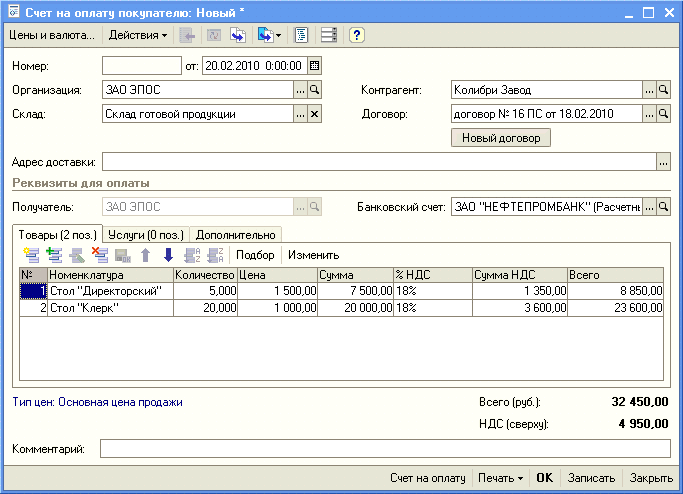 Счет на оплату покупателю: Новый *
Цены и валюта... Действия
Номер: от: 20.02.2010 0:00:00
Организация: ЗАО ЭПОС ... Контрагент: Колибри Завод ...
Склад: Склад готовой продукции ... Договор: договор № 16 ПС от 18.02.2010 ...
Новый договор
Адрес доставки: ...
Реквизиты для оплаты
Получатель: ЗАО ЭПОС ... Банковский счет: ЗАО "НЕФТЕПРОМБАНК" (Расчетнь ...
Товары (2 поз.) Услуги (0 поз.) Дополнительно
Подбор Изменить
№ Номенклатура Количество Цена Сумма % НДС Сумма НДС Всего
1 Стол "Директорский" 5,000 1 500,00 7 500,00 18% 1 350,00 8 850,00
2 Стол "Клерк" 20,000 1 000,00 20 000,00 18% 3 600,00 23 600,00
Тип цен: Основная цена продажи Всего (руб.): 32 450,00
НДС (сверху): 4 950,00
Комментарий:
Счет на оплату Печать OK Записать Закрыть